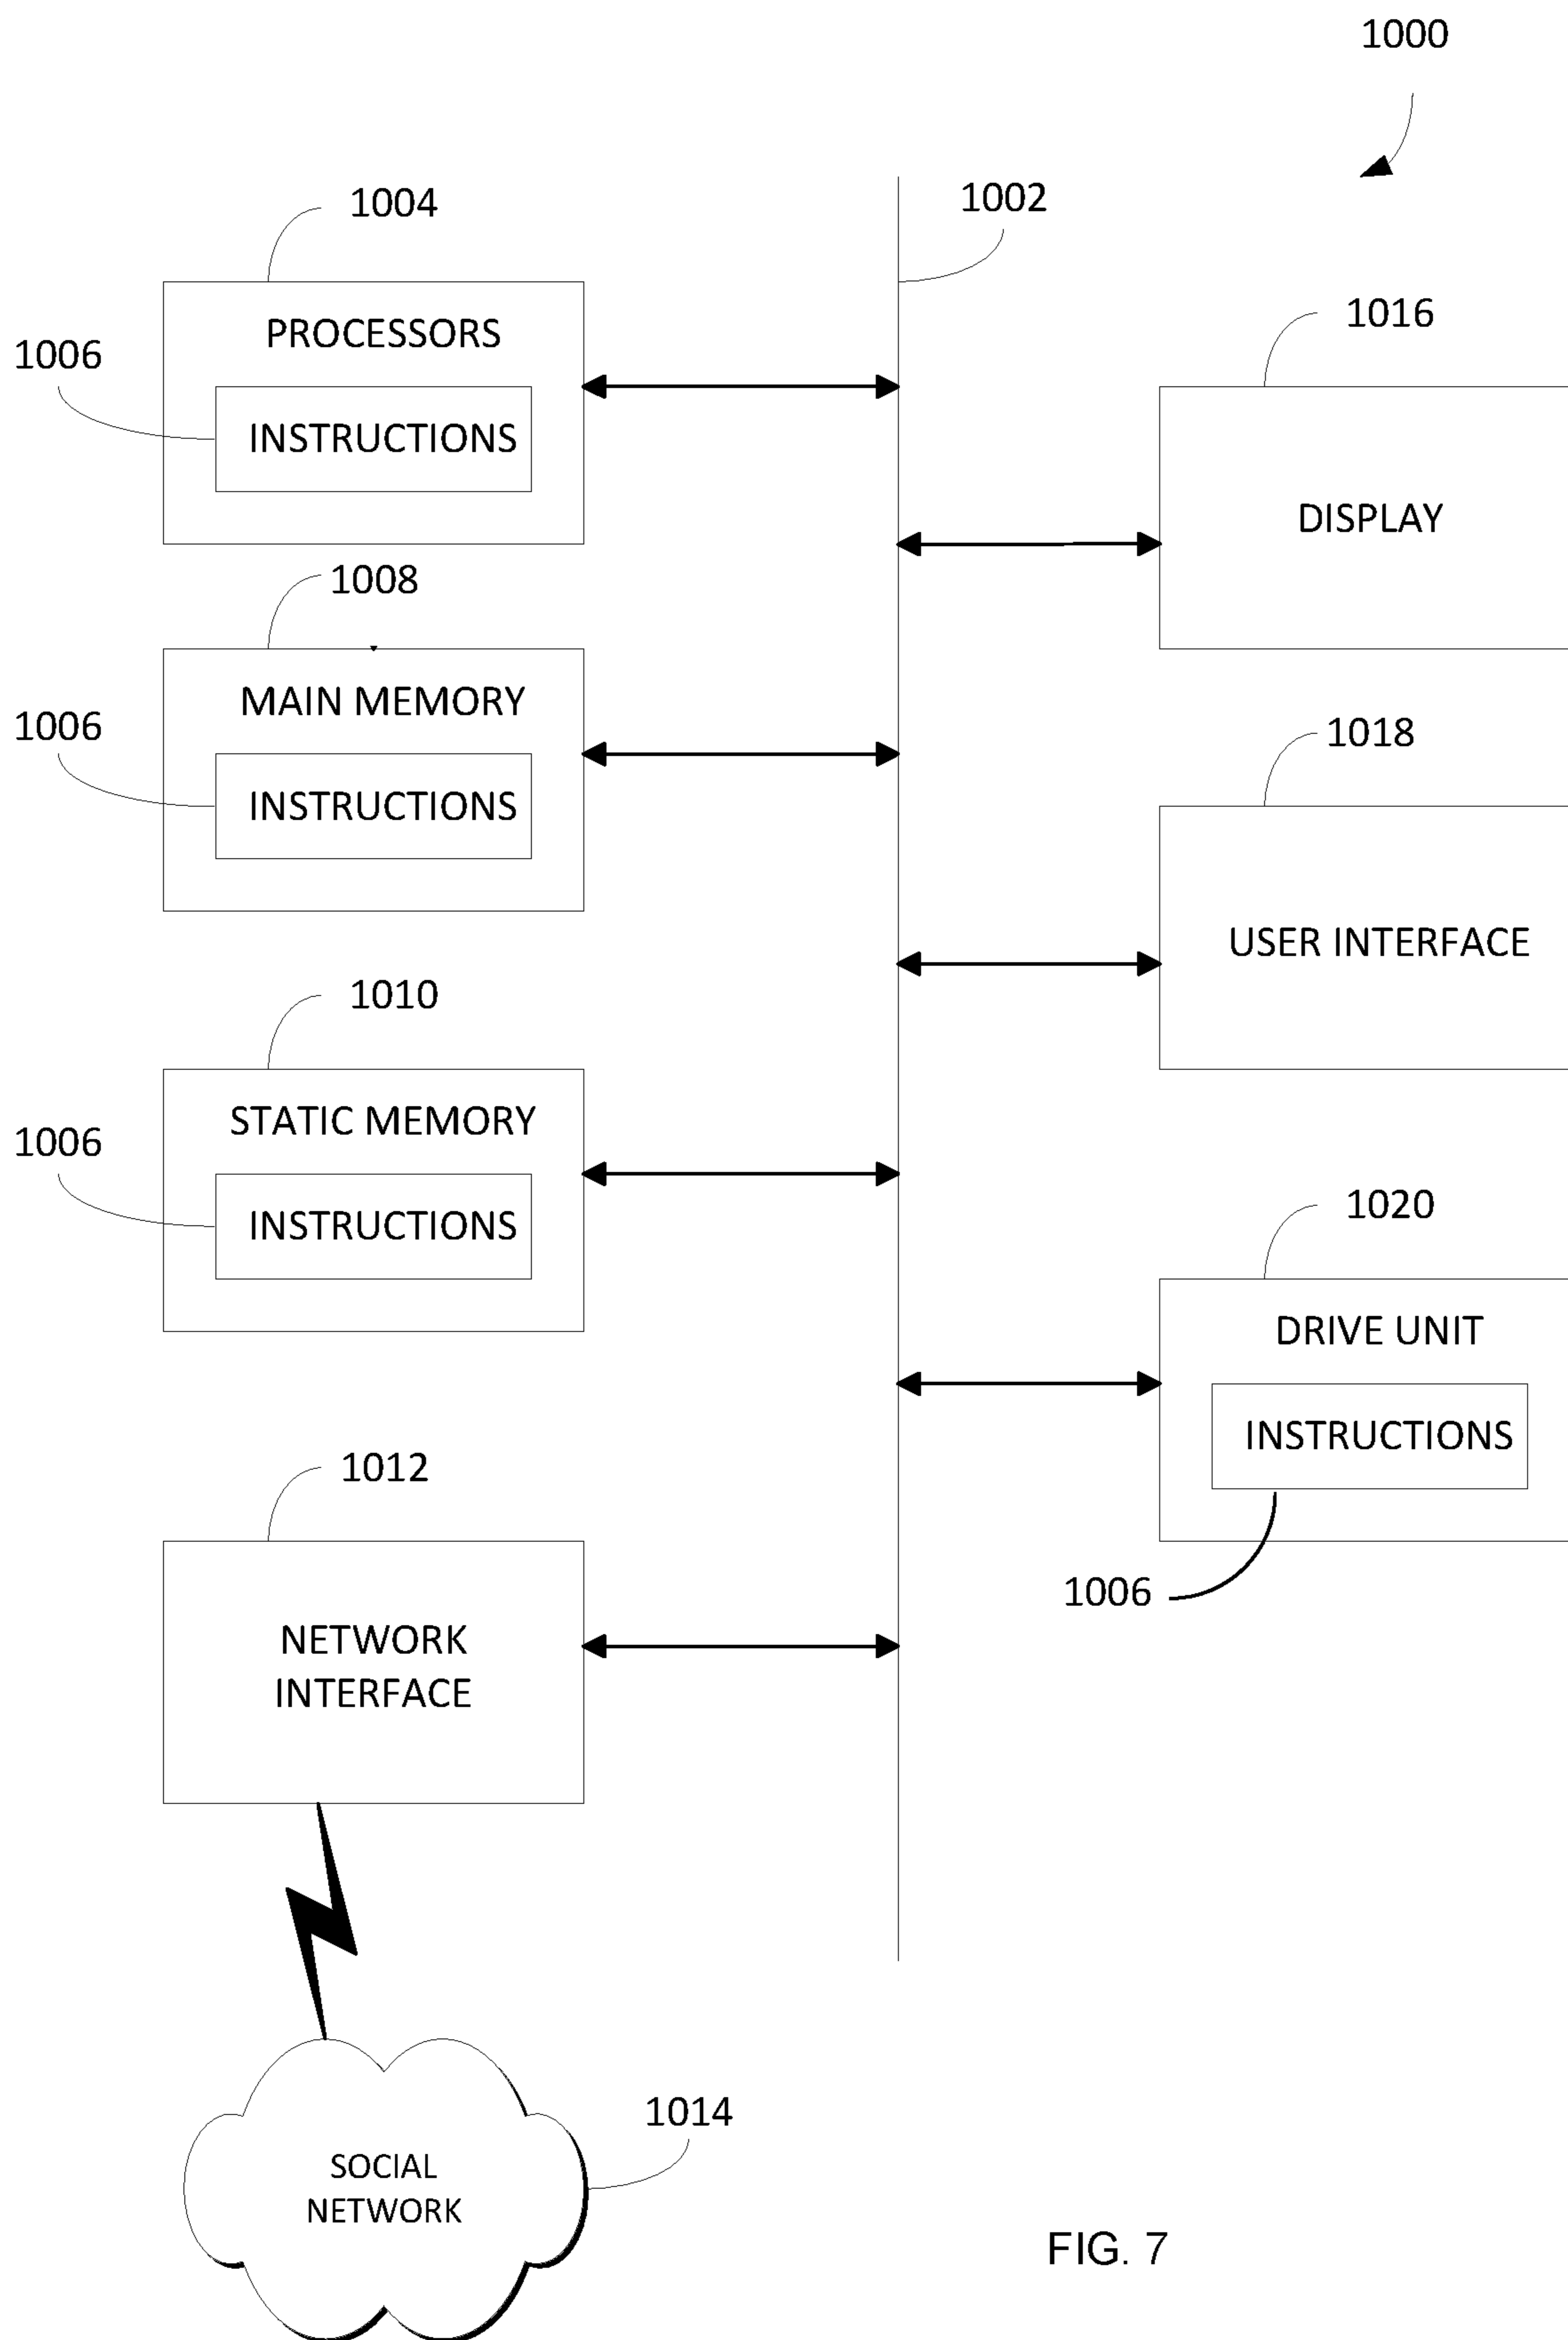 1000
1004
1002
PROCESSORS
1016
1006
INSTRUCTIONS
DISPLAY
1008
MAIN MEMORY
1006
1018
INSTRUCTIONS
USER INTERFACE
1010
STATIC MEMORY
1006
INSTRUCTIONS
1020
DRIVE UNIT
INSTRUCTIONS
1012
1006
NETWORK
INTERFACE
1014
SOCIAL
NETWORK
FIG. 7